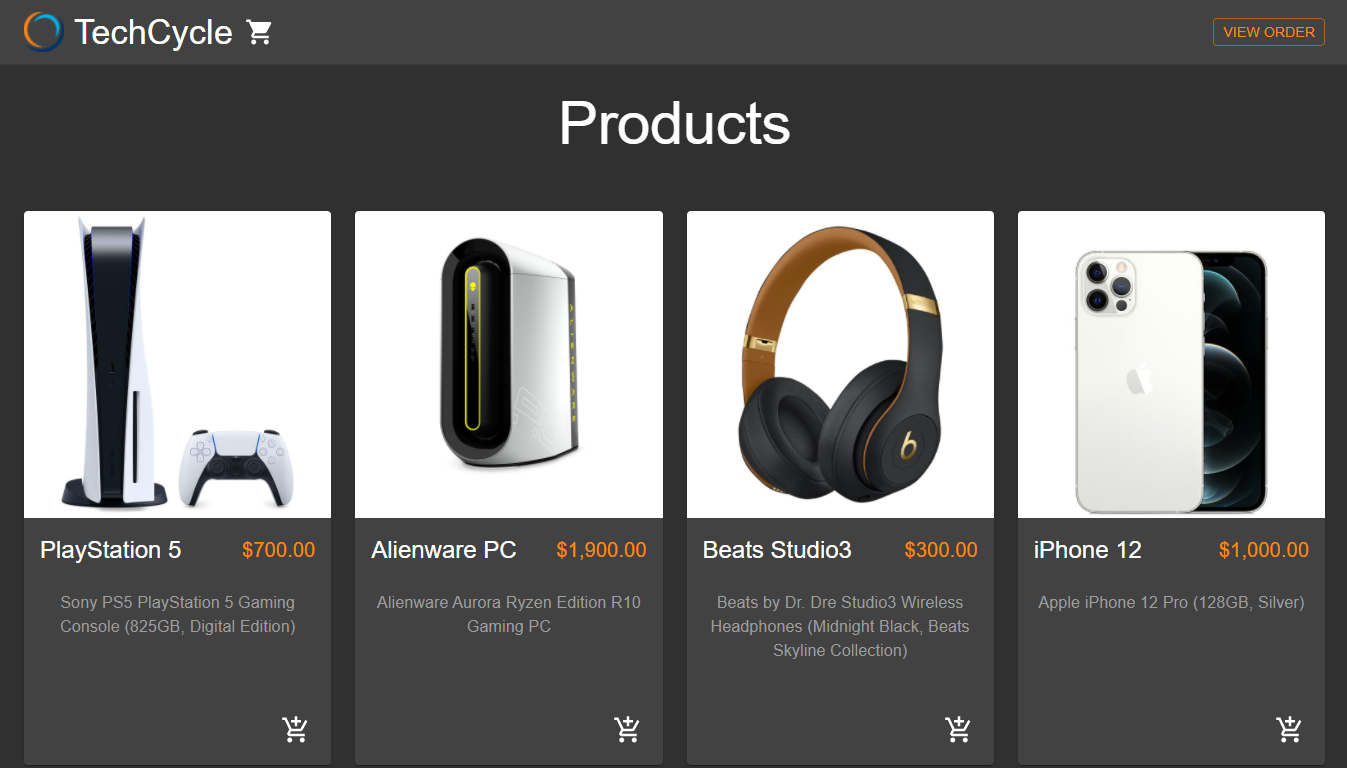 TechCycle
VIEW ORDER
Products
PlayStation 5 $700.00
Sony PS5 PlayStation 5 Gaming
Console (825GB, Digital Edition)
ALIENWARE
Alienware PC $1,900.00
Alienware Aurora Ryzen Edition R10
Gaming PC
b
Beats Studio3 $300.00
Beats by Dr. Dre Studio3 Wireless
Headphones (Midnight Black, Beats
Skyline Collection)
iPhone 12 $1,000.00
Apple iPhone 12 Pro (128GB, Silver)